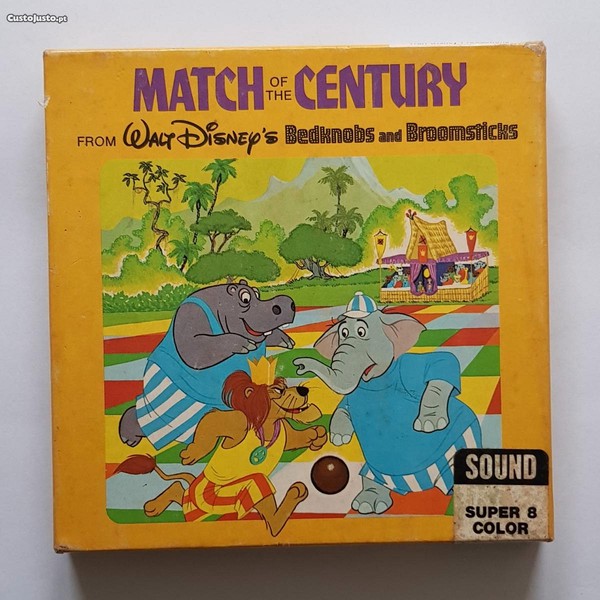 CustoJusto.pt
MATCH OF THE CENTURY
FROM WALT DISNEY'S Bedknobs and Broomsticks
SOUND
SUPER 8
COLOR